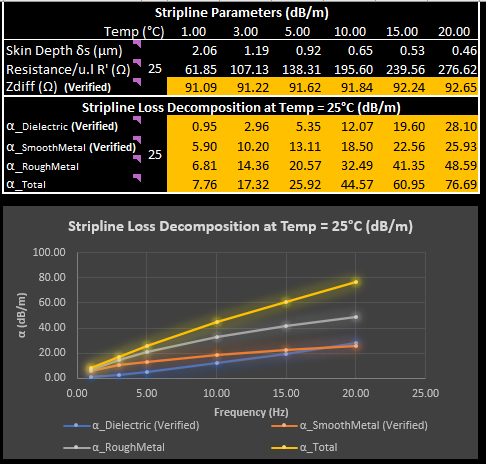 Stripline Parameters (dB/m)
Temp (°C) 1.00 3.00 5.00 10.00 15.00 20.00
Skin Depth δs (μm) 2.06 1.19 0.92 0.65 0.53 0.46
Resistance/u.l R' (Ω) 25 61.85 107.13 138.31 195.60 239.56 276.62
Zdiff (Ω) (Verified) 91.09 91.22 91.62 91.84 92.24 92.65
Stripline Loss Decomposition at Temp = 25°C (dB/m)
α_Dielectric (Verified) 0.95 2.96 5.35 12.07 19.60 28.10
α_SmoothMetal (Verified) 5.90 10.20 13.11 18.50 22.56 25.93
25
α_RoughMetal 6.81 14.36 20.57 32.49 41.35 48.59
α_Total 7.76 17.32 25.92 44.57 60.95 76.69
Stripline Loss Decomposition at Temp = 25°C (dB/m)
100.00
80.00
60.00
40.00
20.00
0.00
α (dB/m)
0.00 5.00 10.00 15.00 20.00 25.00
Frequency (Hz)
α_Dielectric (Verified) α_SmoothMetal (Verified)
α_RoughMetal α_Total